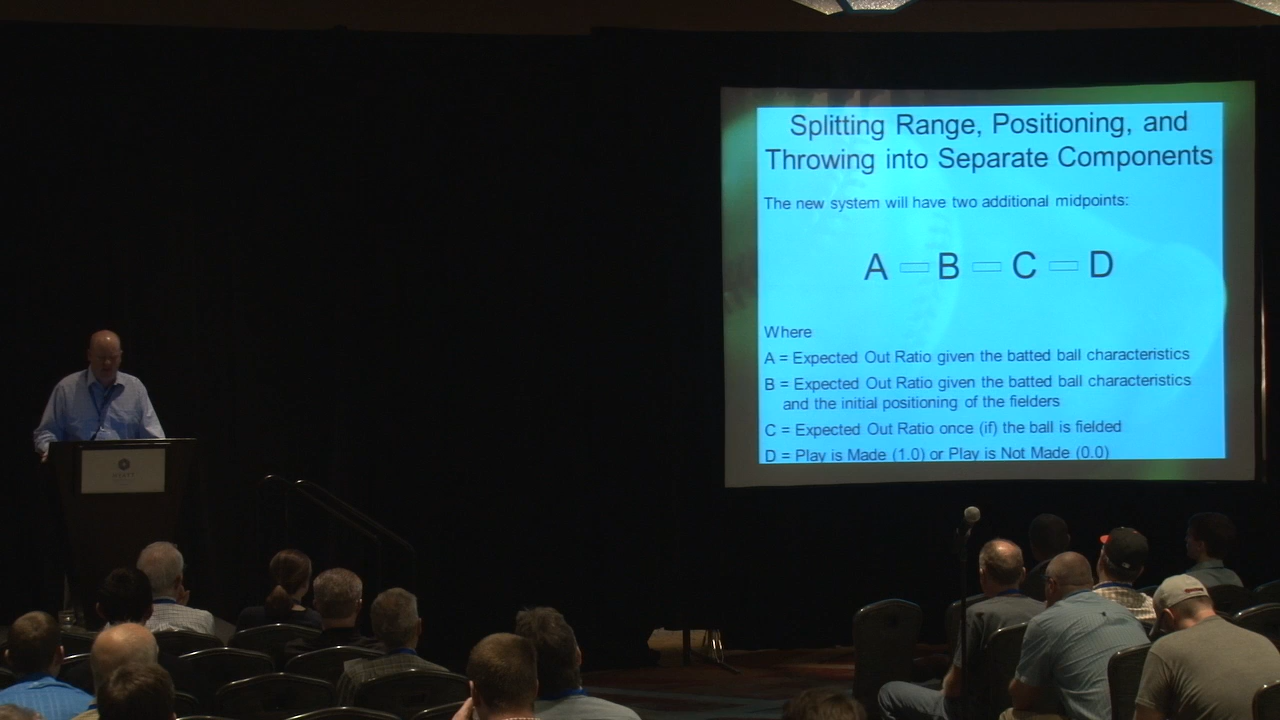 Splitting Range, Positioning, and
Throwing into Separate Components
The new system will have two additional midpoints:
A B C D
Where
A = Expected Out Ratio given the batted ball characteristics
B = Expected Out Ratio given the batted ball characteristics
and the initial positioning of the fielders
C = Expected Out Ratio once (if) the ball is fielded
D = Play is Made (1.0) or Play is Not Made (0.0)